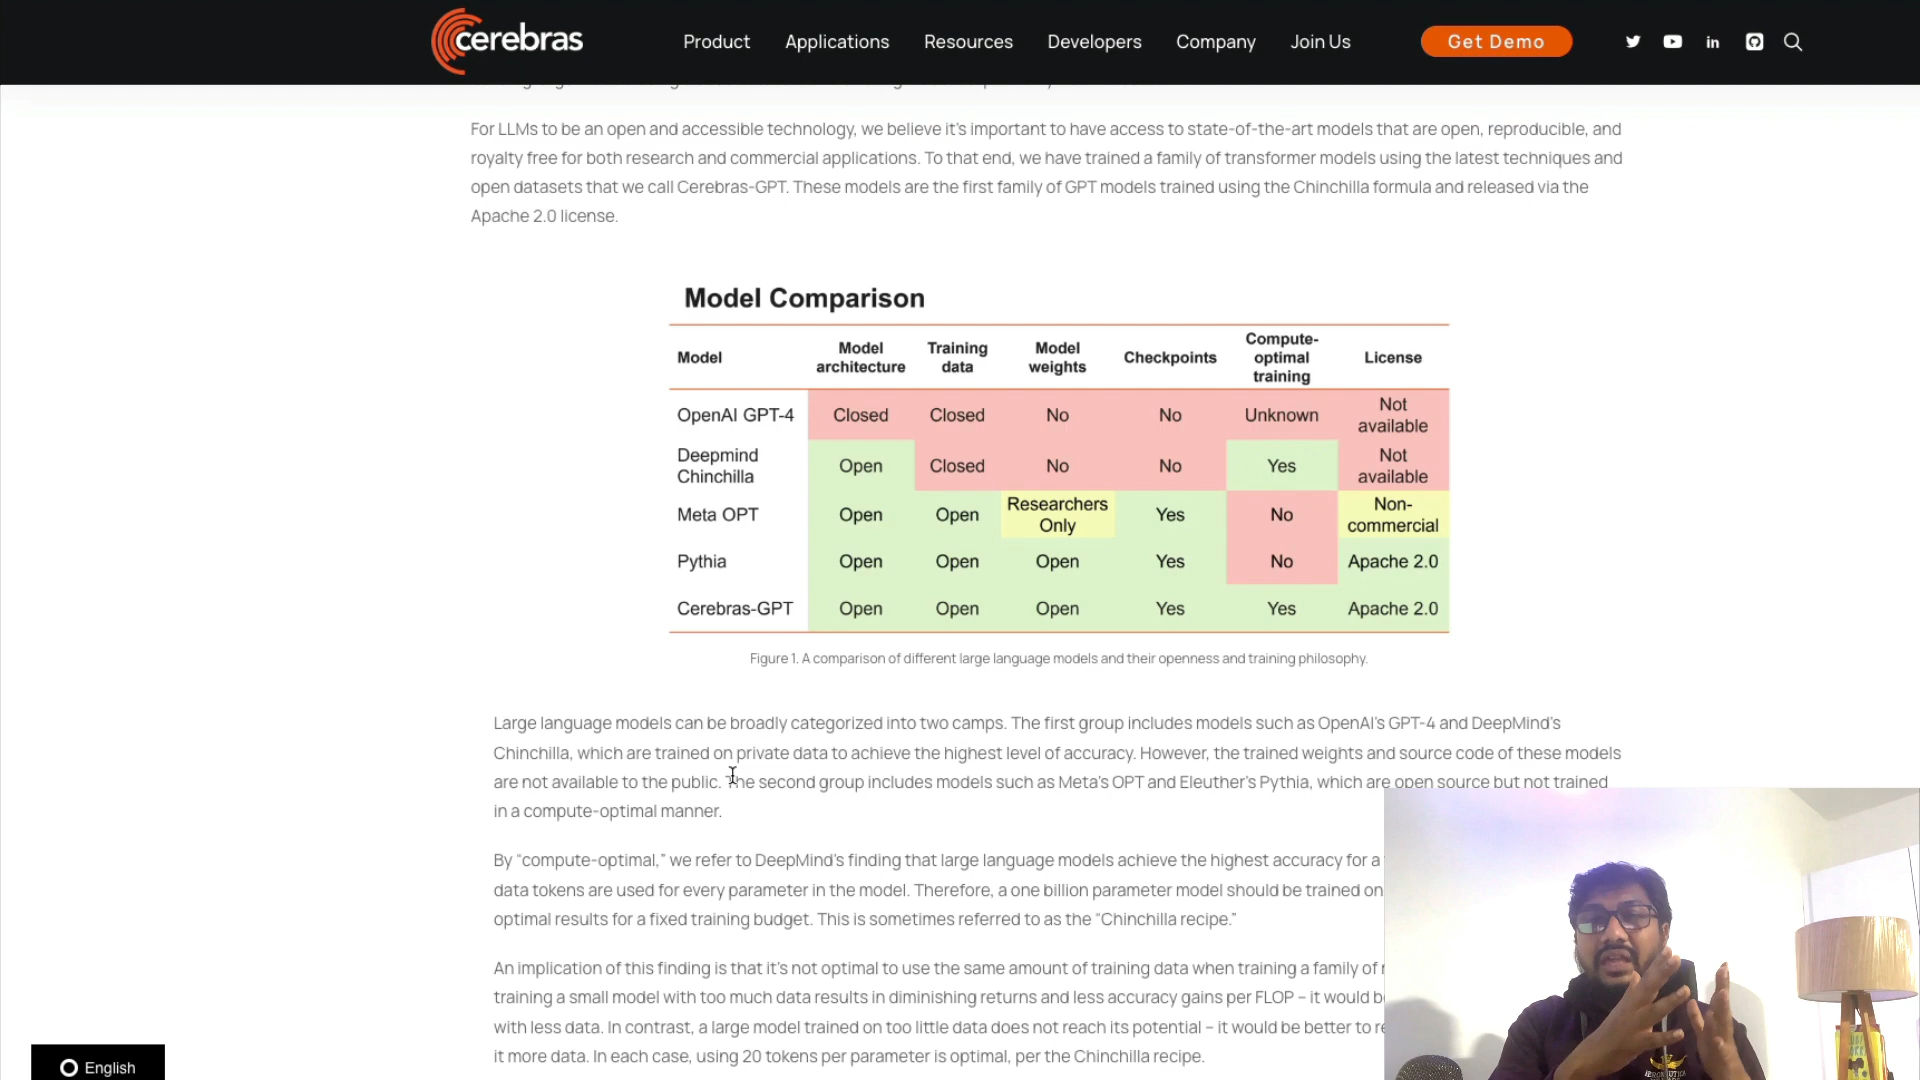 cerebras
Product Applications Resources Developers Company Join Us Get Demo
For LLMs to be an open and accessible technology, we believe it's important to have access to state-of-the-art models that are open, reproducible, and
royalty free for both research and commercial applications. To that end, we have trained a family of transformer models using the latest techniques and
open datasets that we call Cerebras-GPT. These models are the first family of GPT models trained using the Chinchilla formula and released via the
Apache 2.0 license.
Model Comparison
Model Model architecture Training data Model weights Checkpoints Compute-optimal training License
OpenAI GPT-4 Closed Closed No No Unknown Not available
Deepmind Chinchilla Open Closed No No Yes Not available
Meta OPT Open Open Researchers Only Yes No Non-commercial
Pythia Open Open Open Yes No Apache 2.0
Cerebras-GPT Open Open Open Yes Yes Apache 2.0
Figure 1. A comparison of different large language models and their openness and training philosophy.
Large language models can be broadly categorized into two camps. The first group includes models such as OpenAI's GPT-4 and DeepMind's
Chinchilla, which are trained on private data to achieve the highest level of accuracy. However, the trained weights and source code of these models
are not available to the public. The second group includes models such as Meta's OPT and Eleuther's Pythia, which are open source but not trained
in a compute-optimal manner.
By “compute-optimal,” we refer to DeepMind's finding that large language models achieve the highest accuracy for a
data tokens are used for every parameter in the model. Therefore, a one billion parameter model should be trained on
optimal results for a fixed training budget. This is sometimes referred to as the “Chinchilla recipe.”
An implication of this finding is that it's not optimal to use the same amount of training data when training a family of
training a small model with too much data results in diminishing returns and less accuracy gains per FLOP – it would be
with less data. In contrast, a large model trained on too little data does not reach its potential – it would be better to
it more data. In each case, using 20 tokens per parameter is optimal, per the Chinchilla recipe.
English